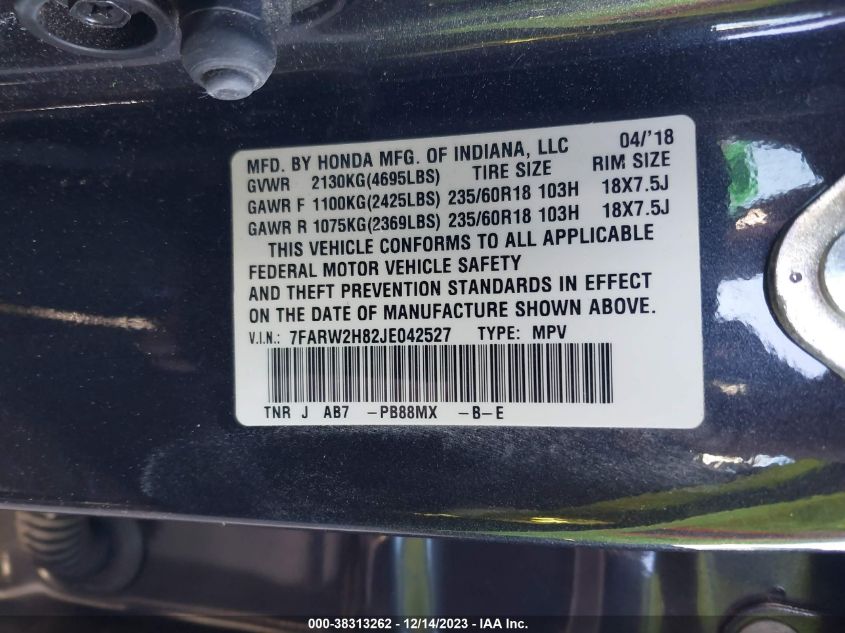 MFD. BY HONDA MFG. OF INDIANA, LLC 04/'18
GVWR 2130KG(4695LBS) TIRE SIZE RIM SIZE
GAWR F 1100KG(2425LBS) 235/60R18 103H 18X7.5J
GAWR R 1075KG(2369LBS) 235/60R18 103H 18X7.5J
THIS VEHICLE CONFORMS TO ALL APPLICABLE
FEDERAL MOTOR VEHICLE SAFETY
AND THEFT PREVENTION STANDARDS IN EFFECT
ON THE DATE OF MANUFACTURE SHOWN ABOVE.
V.I.N.: 7FARW2H82JE042527 TYPE: MPV
TNR J AB7 -PB88MX -B-E
000-38313262 - 12/14/2023 - IAA Inc.